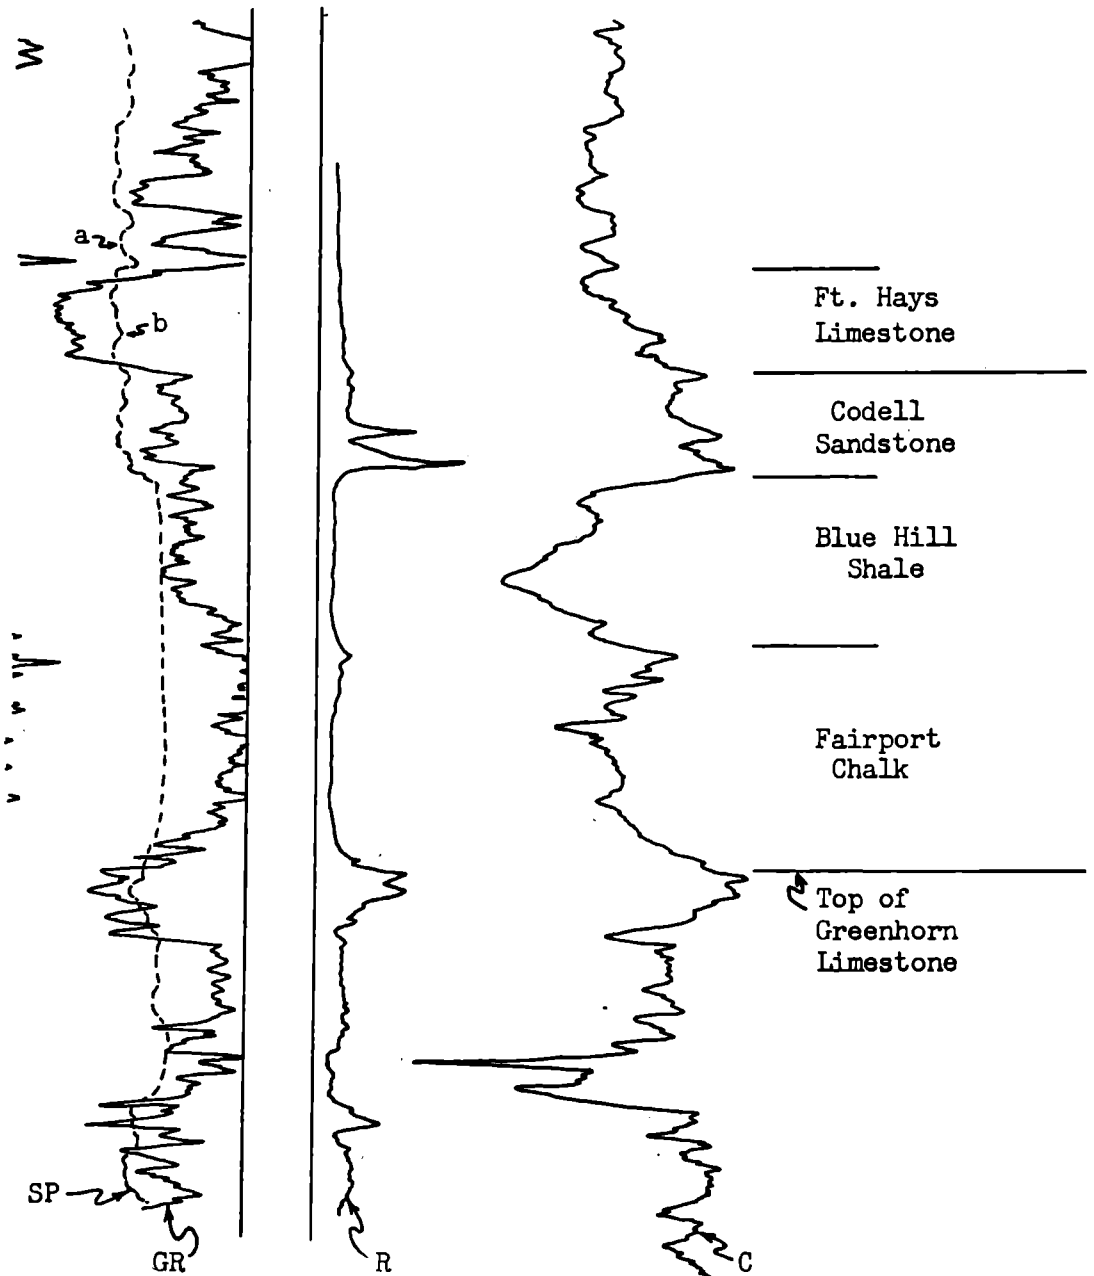 a
b
Ft. Hays
Limestone
Codell
Sandstone
Blue Hill
Shale
Fairport
Chalk
Top of
Greenhorn
Limestone
SP
GR
R
C